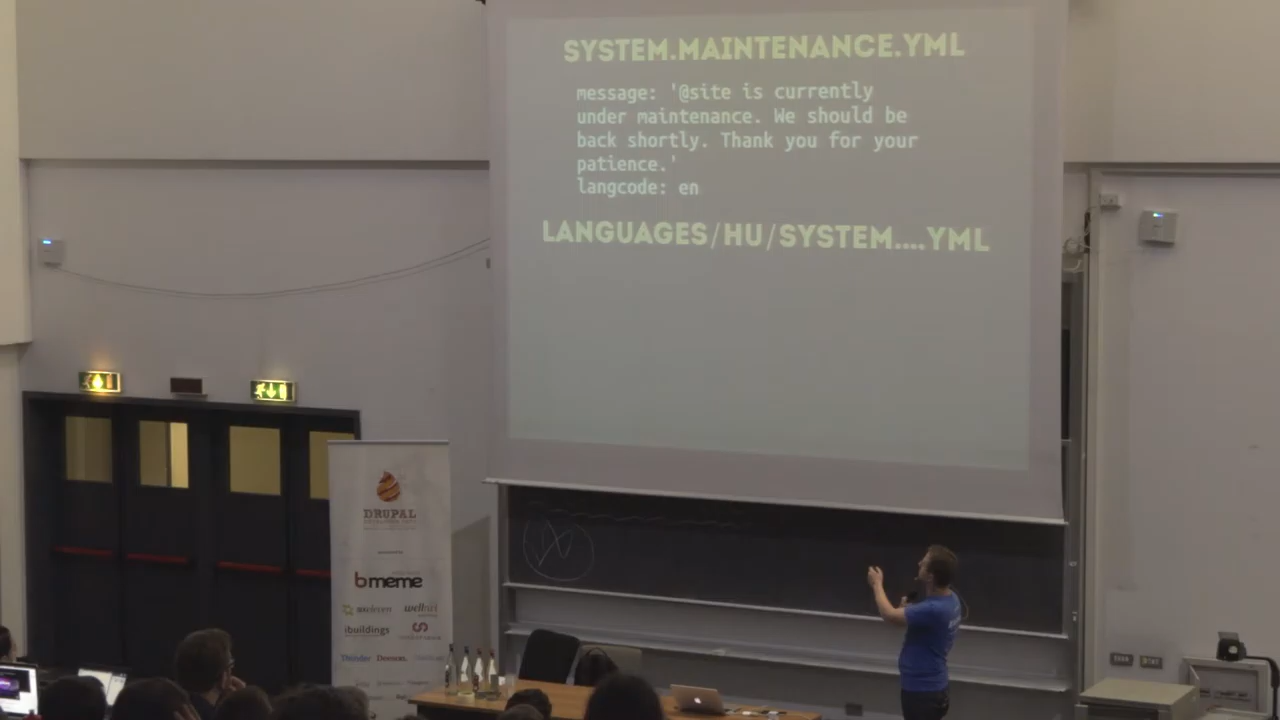 SYSTEM.MAINTENANCE.YML
message: '@site is currently
under maintenance. We should be
back shortly. Thank you for your
patience.'
langcode: en
LANGUAGES/HU/SYSTEM....YML
DRUPAL
bmeme
ibuildings